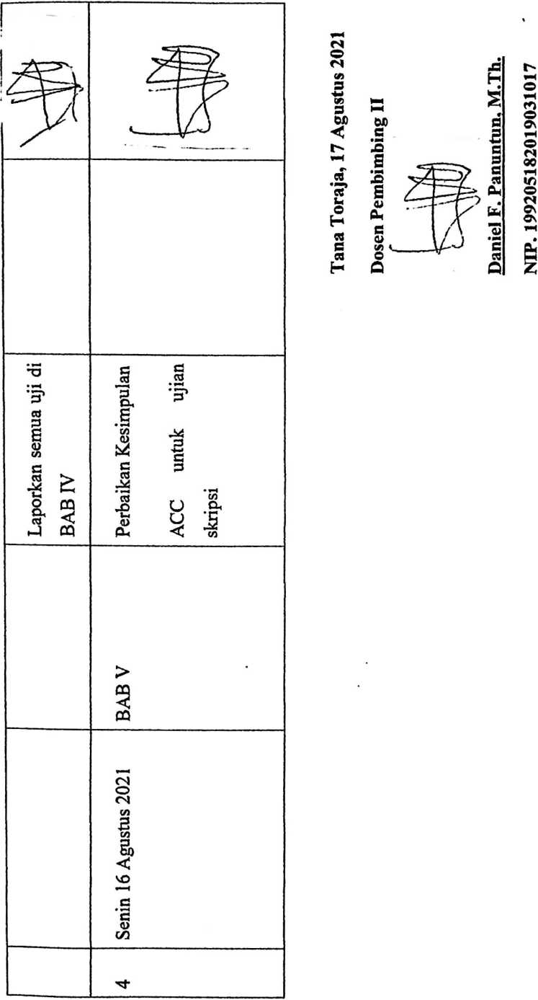 Laporkan semua uji di
BAB IV
4
Senin 16 Agustus 2021
BAB V
Perbaikan Kesimpulan
ACC untuk ujian
skripsi
Tana Toraja, 17 Agustus 2021
Dosen Pembimbing II
Daniel F. Panuntun, M.Th.
NIP. 199205182019031017